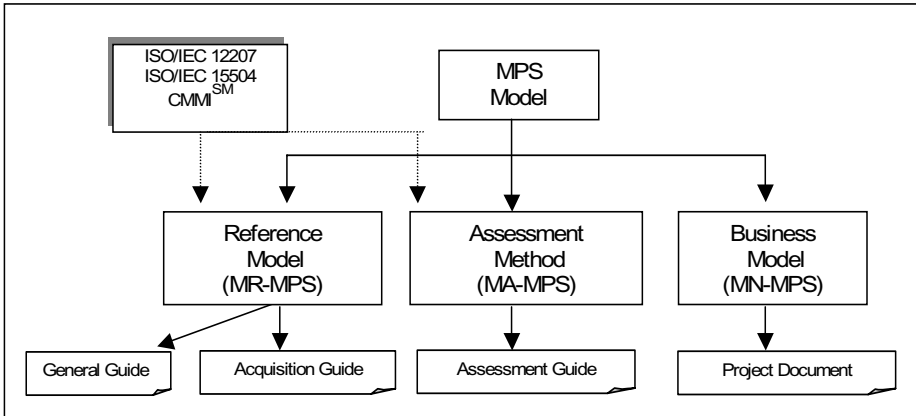 ISO/IEC 12207
ISO/IEC 15504
CMMI SM
MPS
Model
Reference
Model
(MR-MPS)
Assessment
Method
(MA-MPS)
Business
Model
(MN-MPS)
General Guide
Acquisition Guide
Assessment Guide
Project Document